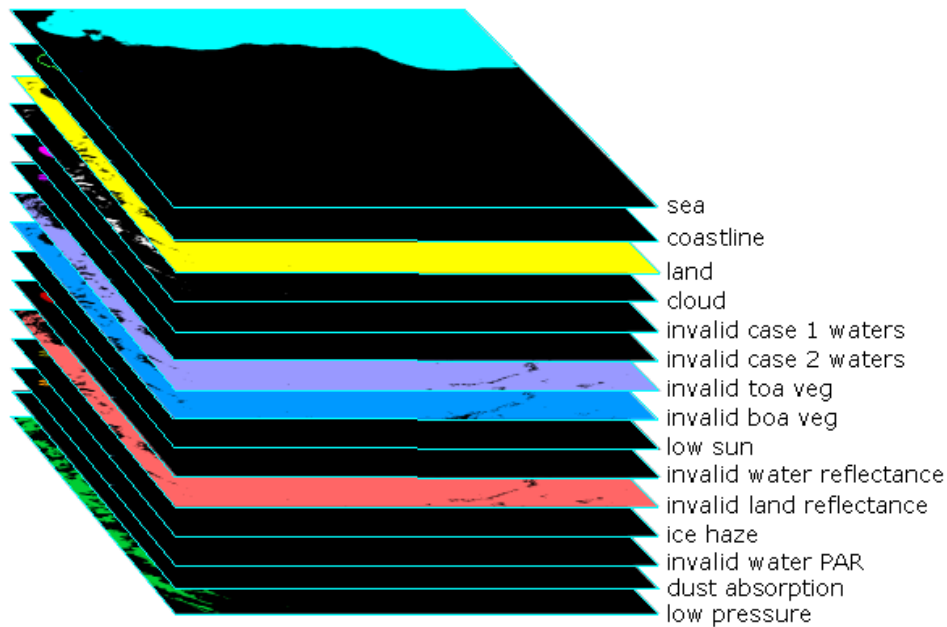 sea
coastline
land
cloud
invalid case 1 waters
invalid case 2 waters
invalid toa veg
invalid boa veg
low sun
invalid water reflectance
invalid land reflectance
ice haze
invalid water PAR
dust absorption
low pressure